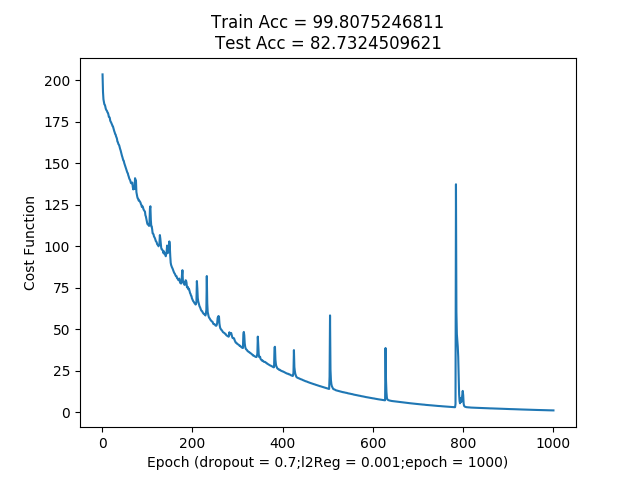 Train Acc = 99.8075246811
Test Acc = 82.7324509621
Cost Function
200
175
150
125
100
75
50
25
0
0 200 400 600 800 1000
Epoch (dropout = 0.7;l2Reg = 0.001;epoch = 1000)